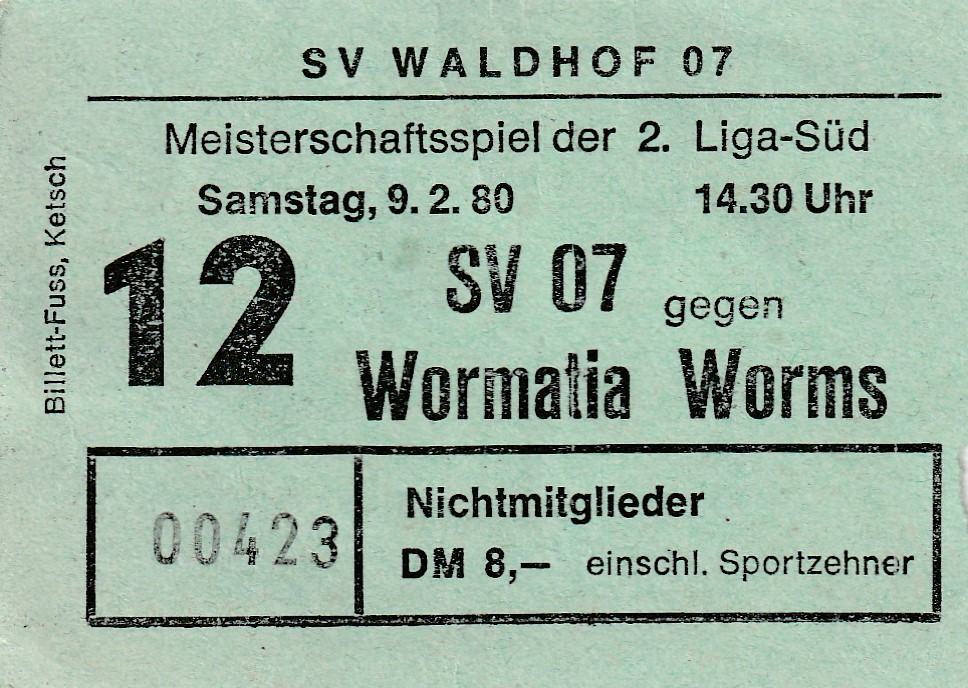 SV WALDHOF 07
Meisterschaftsspiel der 2. Liga-Süd
Samstag, 9. 2. 80 14.30 Uhr
12
SV 07 gegen
Wormatia Worms
00423
Nichtmitglieder
DM 8,— einschl. Sportzehner
Billett-Fuss, Ketsch